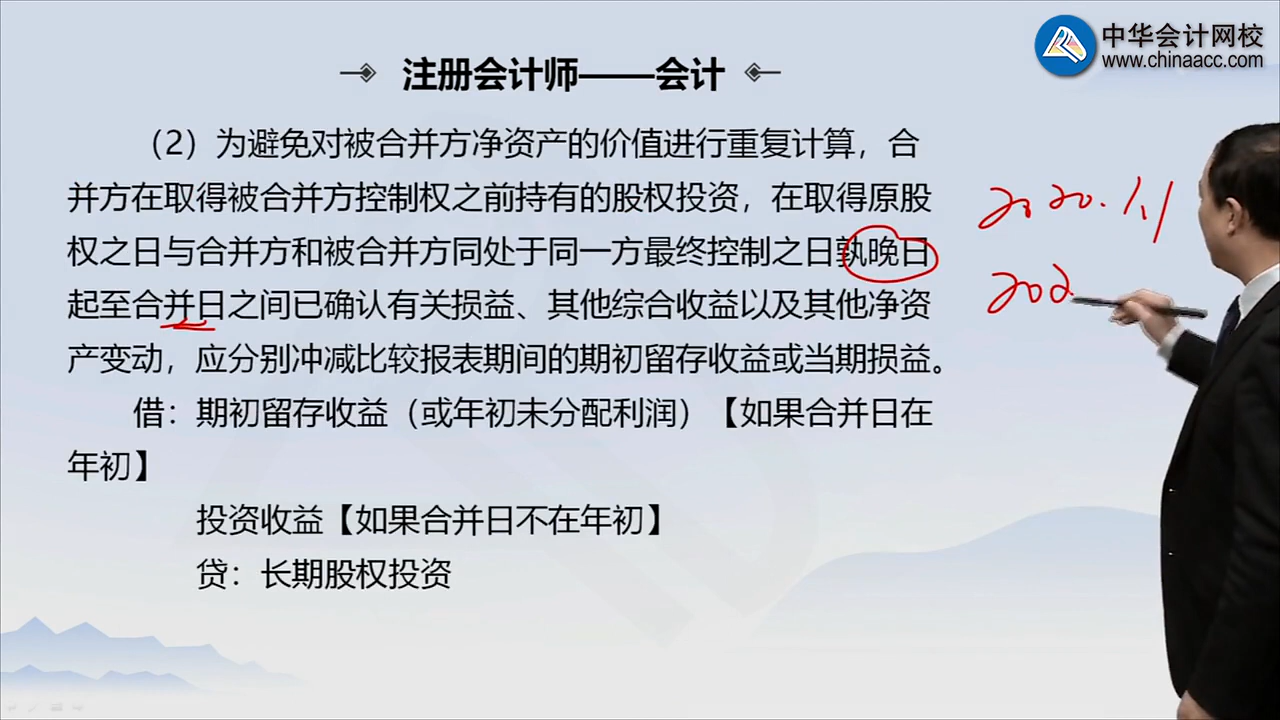 中华会计网校
www.chinaacc.com
注册会计师——会计
（2）为避免对被合并方净资产的价值进行重复计算，合
并方在取得被合并方控制权之前持有的股权投资，在取得原股
权之日与合并方和被合并方同处于同一方最终控制之日孰晚日
起至合并日之间已确认有关损益、其他综合收益以及其他净资
产变动，应分别冲减比较报表期间的期初留存收益或当期损益。
借：期初留存收益（或年初未分配利润）【如果合并日在
年初】
投资收益【如果合并日不在年初】
贷：长期股权投资
2020.1.1
202